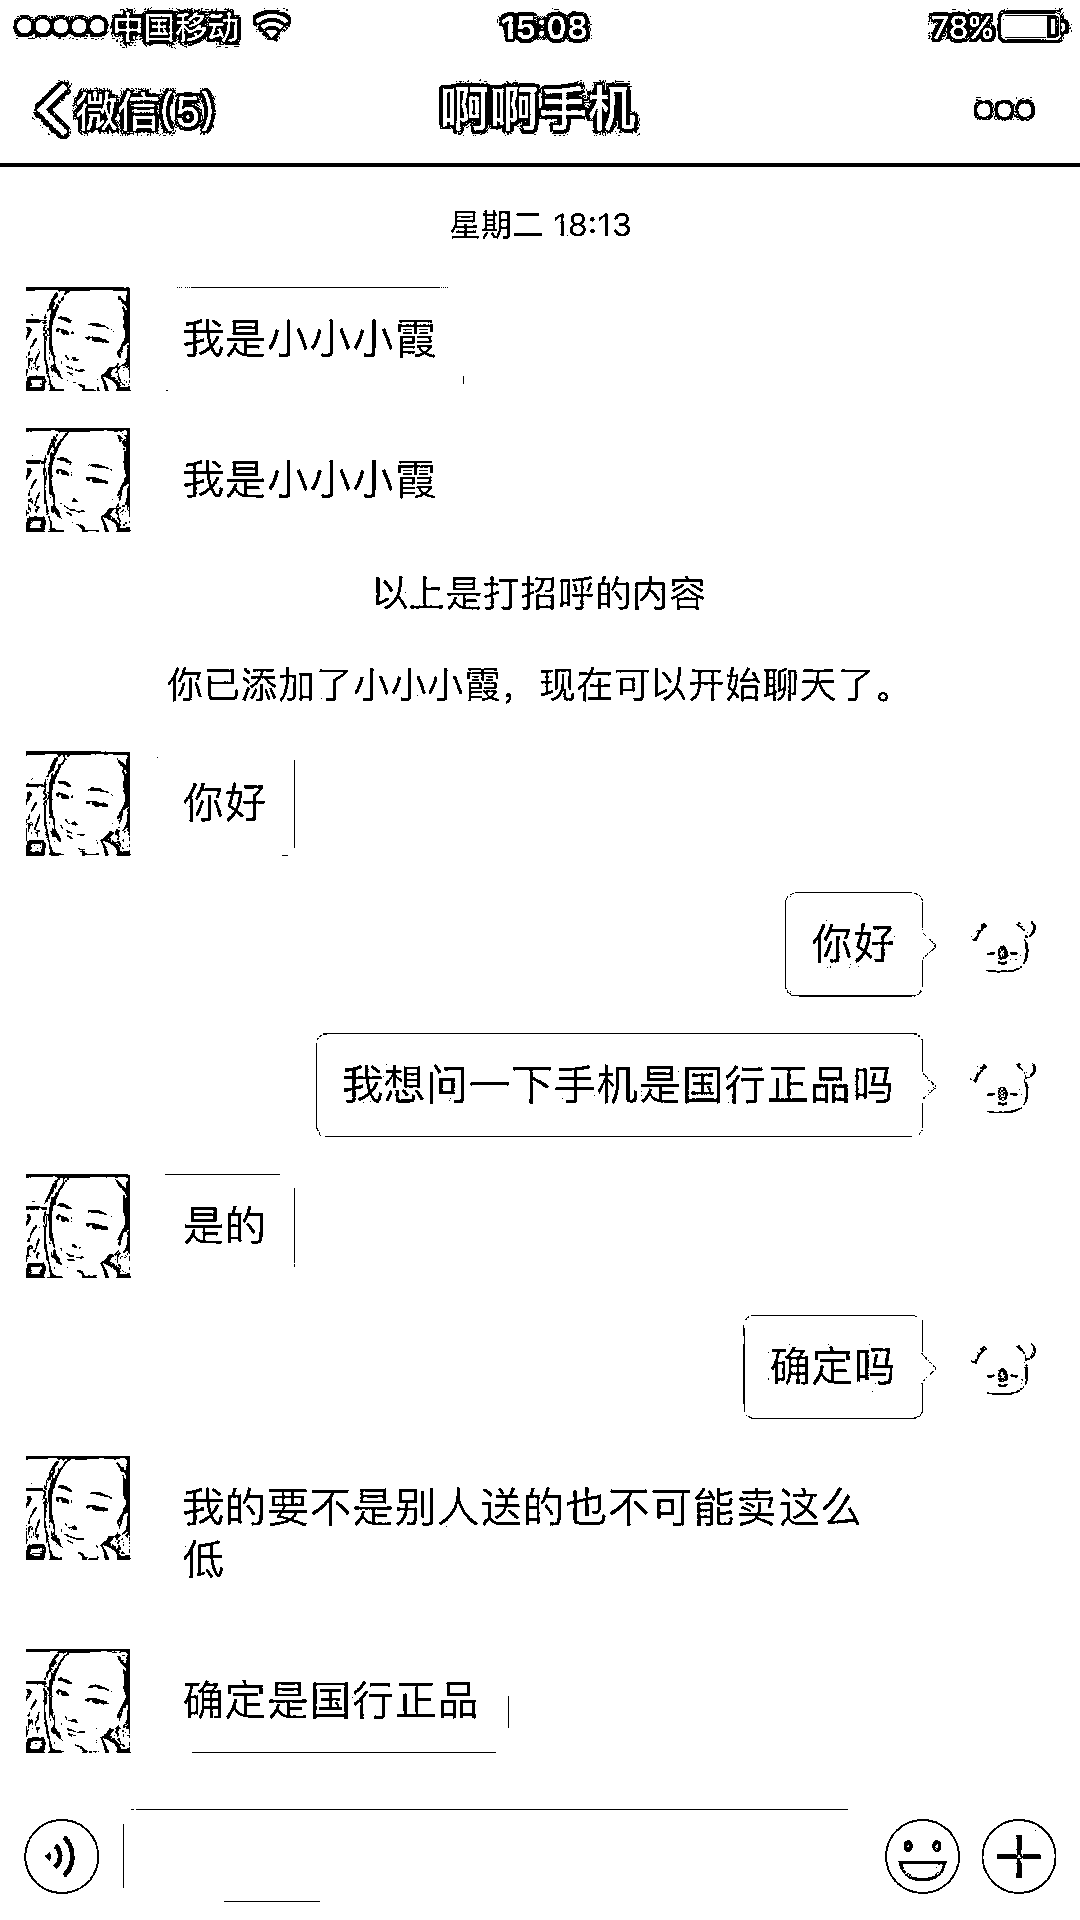 中国移动 15:08 78%
微信(5) 啊啊手机
星期二 18:13
我是小小小霞
我是小小小霞
以上是打招呼的内容
你已添加了小小小霞，现在可以开始聊天了。
你好
你好
我想问一下手机是国行正品吗
是的
确定吗
我的要不是别人送的也不可能卖这么
低
确定是国行正品